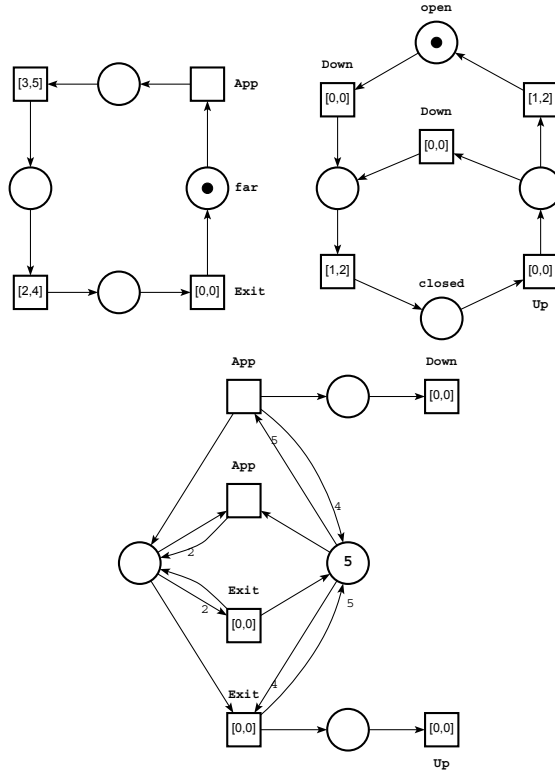 open
[3,5]
App
Down
[0,0]
[1,2]
Down
[0,0]
far
[2,4]
[0,0]
Exit
[1,2]
closed
[0,0]
Up
App
Down
[0,0]
5
4
App
2
5
Exit
2
[0,0]
5
4
Exit
[0,0]
[0,0]
Up